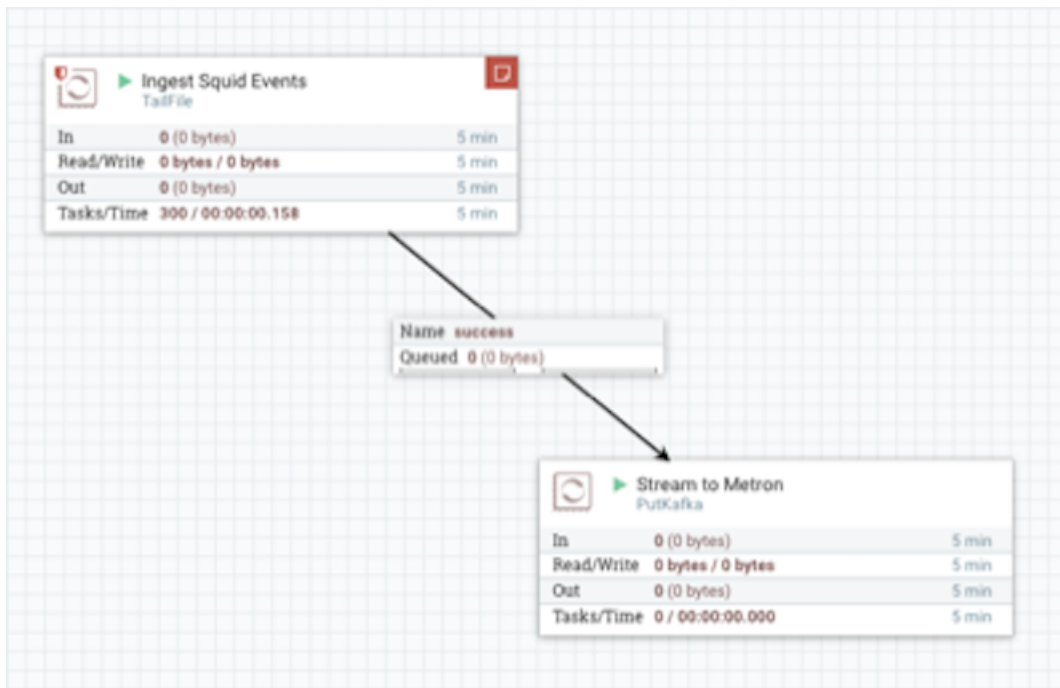 Ingest Squid Events
TailFile
In 0 (0 bytes) 5 min
Read/Write 0 bytes / 0 bytes 5 min
Out 0 (0 bytes) 5 min
Tasks/Time 300 / 00:00:00.158 5 min
Name success
Queued 0 (0 bytes)
Stream to Metron
PutKafka
In 0 (0 bytes) 5 min
Read/Write 0 bytes / 0 bytes 5 min
Out 0 (0 bytes) 5 min
Tasks/Time 0 / 00:00:00.000 5 min